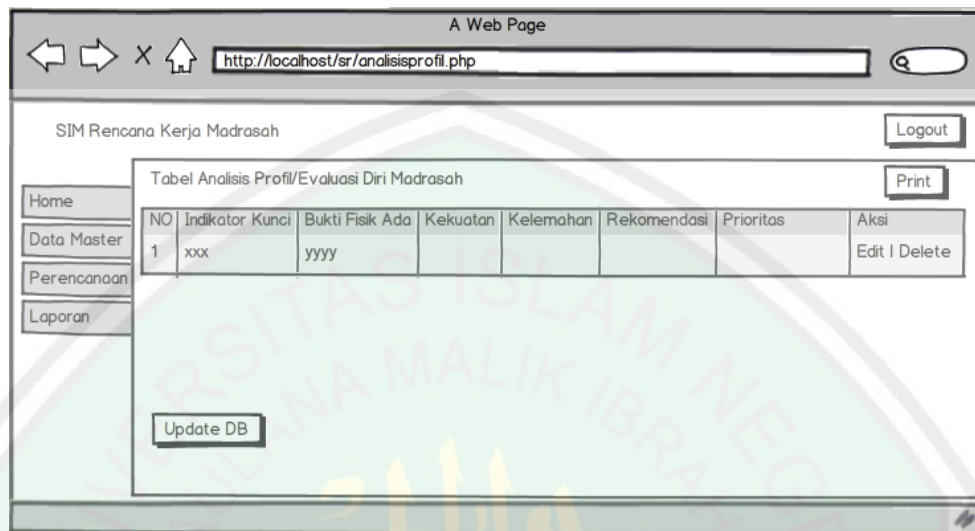 A Web Page
http://localhost/sr/analisisprofil.php
SIM Rencana Kerja Madrasah
Logout
Home
Data Master
Perencanaan
Laporan
Tabel Analisis Profil/Evaluasi Diri Madrasah
Print
NO Indikator Kunci Bukti Fisik Ada Kekuatan Kelemahan Rekomendasi Prioritas Aksi
1 xxx yyyy Edit | Delete
Update DB